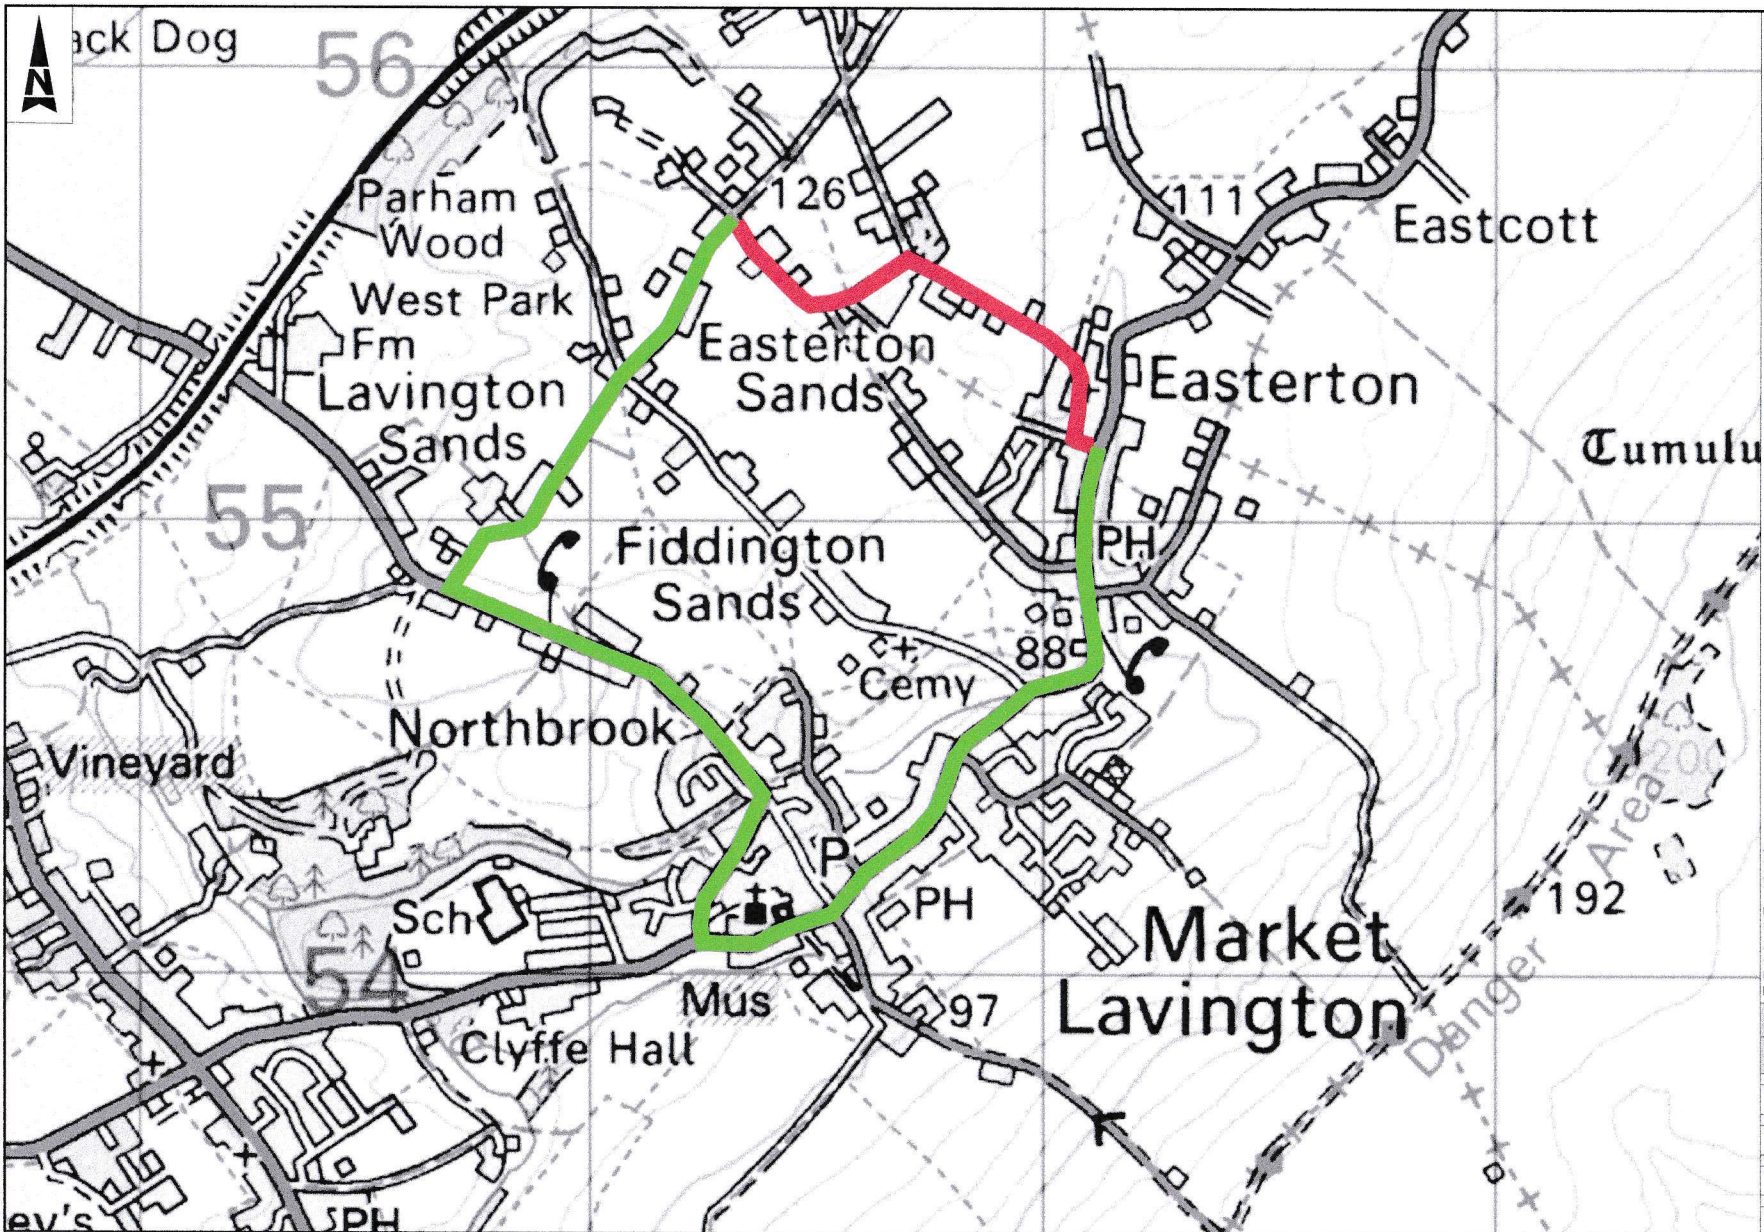 ack Dog
56
N
126
Parham
Wood
111
Eastcott
West Park
Fm
Easterton
Sands
Lavington
Sands
Easterton
Tumulu
55
Fiddington
Sands
PH
88
Cemy
Northbrook
Vineyard
200
Area
P
Sch
PH
192
Market
Lavington
54
Mus
97
Danger
Clyffe Hall
ey's
PH